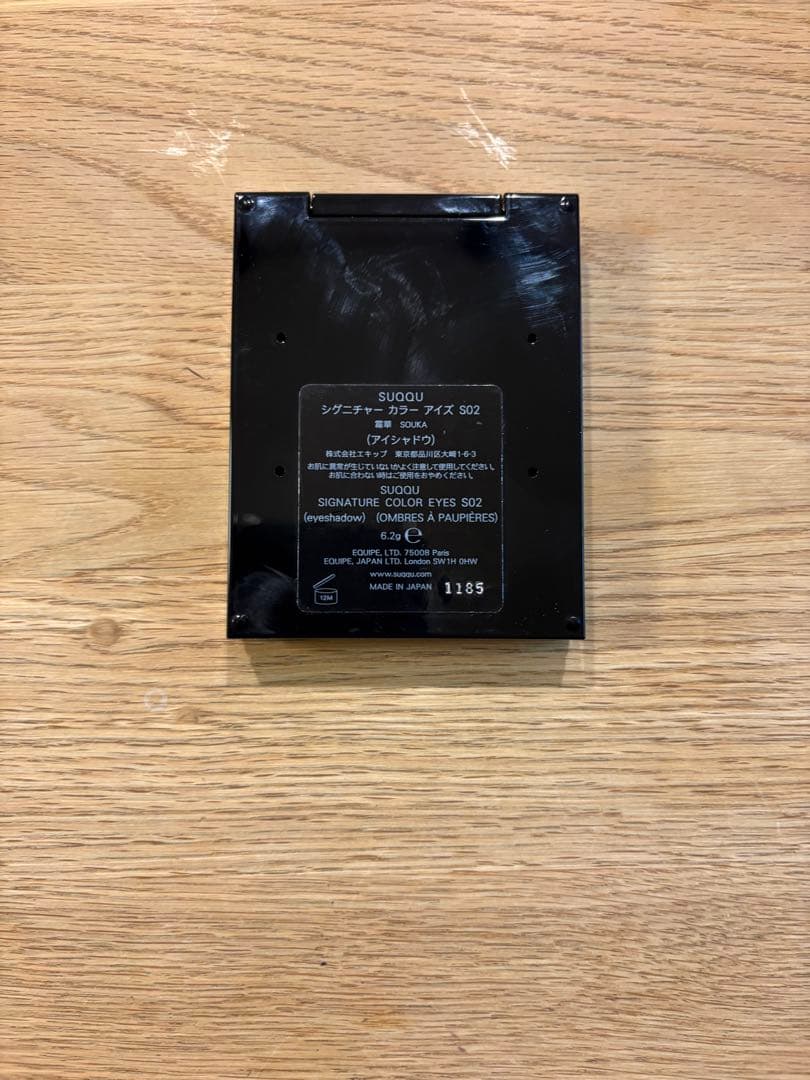 SUQQU
シグニチャー カラー アイズ S02
霜華 SOUKA
(アイシャドウ)
株式会社エキップ 東京都品川区大崎1-6-3
お肌に異常が生じていないかよく注意して使用してください。
お肌に合わない時はご使用をおやめください。
SUQQU
SIGNATURE COLOR EYES S02
(eyeshadow) (OMBRES À PAUPIÈRES)
6.2g ℮
EQUIPE, LTD. 75008 Paris
EQUIPE, JAPAN LTD. London SW1H 0HW
www.suqqu.com
MADE IN JAPAN 1185
12M